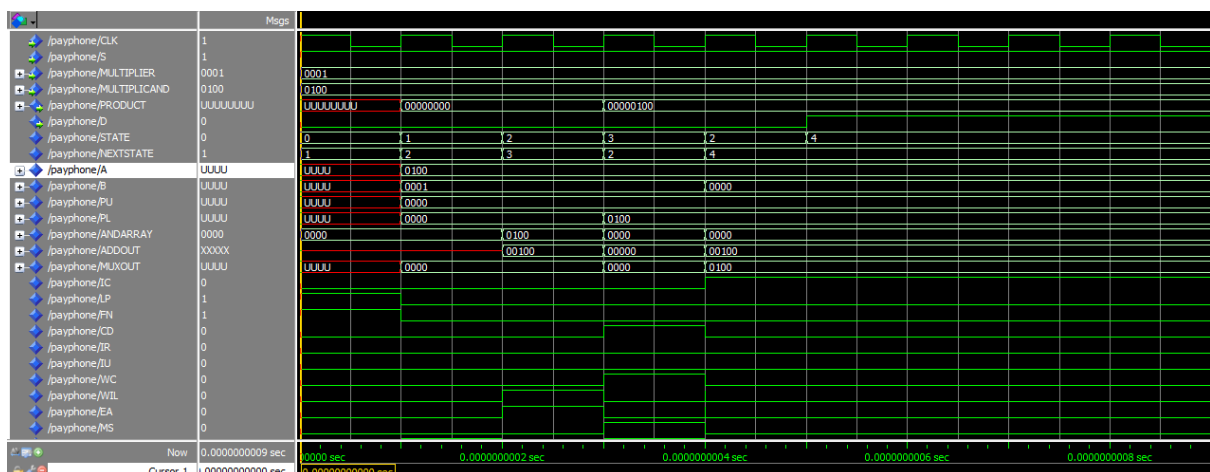 Msgs
/payphone/CLK 1
/payphone/S 1
/payphone/MULTIPLIER 0001 0001
/payphone/MULTIPLICAND 0100 0100
/payphone/PRODUCT UUUUUUUU UUUUUUUU 00000000 00000100
/payphone/D 0
/payphone/STATE 0 0 1 2 3 2 4
/payphone/NEXTSTATE 1 1 2 3 2 4
/payphone/A UUUU UUUU 0100
/payphone/B UUUU UUUU 0001 0000
/payphone/PU UUUU UUUU 0000
/payphone/PL UUUU UUUU 0000 0100
/payphone/ANDARRAY 0000 0000 0100 0000 0000
/payphone/ADDOUT XXXXX 00100 00000 00100
/payphone/MUXOUT UUUU UUUU 0000 0000 0100
/payphone/IC 0
/payphone/LP 1
/payphone/FN 1
/payphone/CD 0
/payphone/IR 0
/payphone/IU 0
/payphone/WC 0
/payphone/WIL 0
/payphone/EA 0
/payphone/MS 0
Now 0.0000000009 sec 00000 sec 0.0000000002 sec 0.0000000004 sec 0.0000000006 sec 0.0000000008 sec
Cursor 1